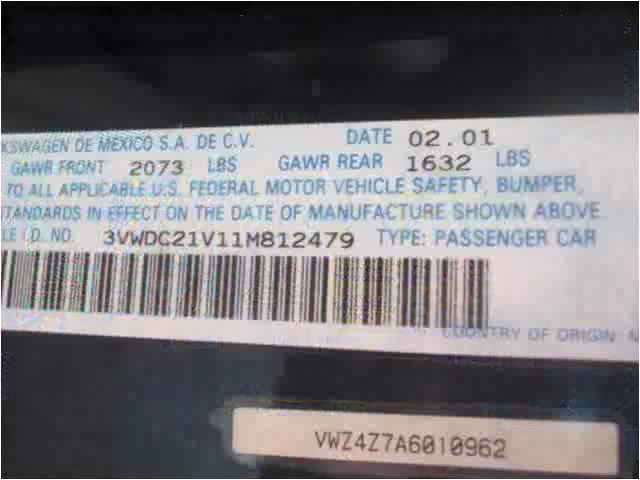 KSWAGEN DE MEXICO S.A. DE C.V. DATE 02.01
GAWR FRONT 2073 LBS GAWR REAR 1632 LBS
TO ALL APPLICABLE U.S. FEDERAL MOTOR VEHICLE SAFETY, BUMPER,
STANDARDS IN EFFECT ON THE DATE OF MANUFACTURE SHOWN ABOVE.
LE I.D. NO. 3VWDC21V11M812479 TYPE: PASSENGER CAR
COUNTRY OF ORIGIN M
VWZ4Z7A6010962